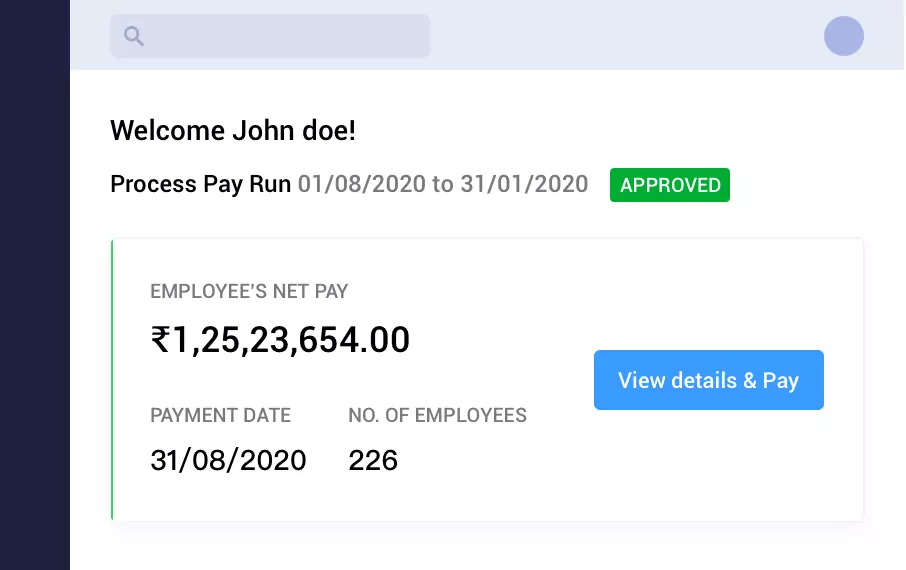 Welcome John doe!
Process Pay Run 01/08/2020 to 31/01/2020 APPROVED
EMPLOYEE'S NET PAY
₹1,25,23,654.00
View details & Pay
PAYMENT DATE NO. OF EMPLOYEES
31/08/2020 226